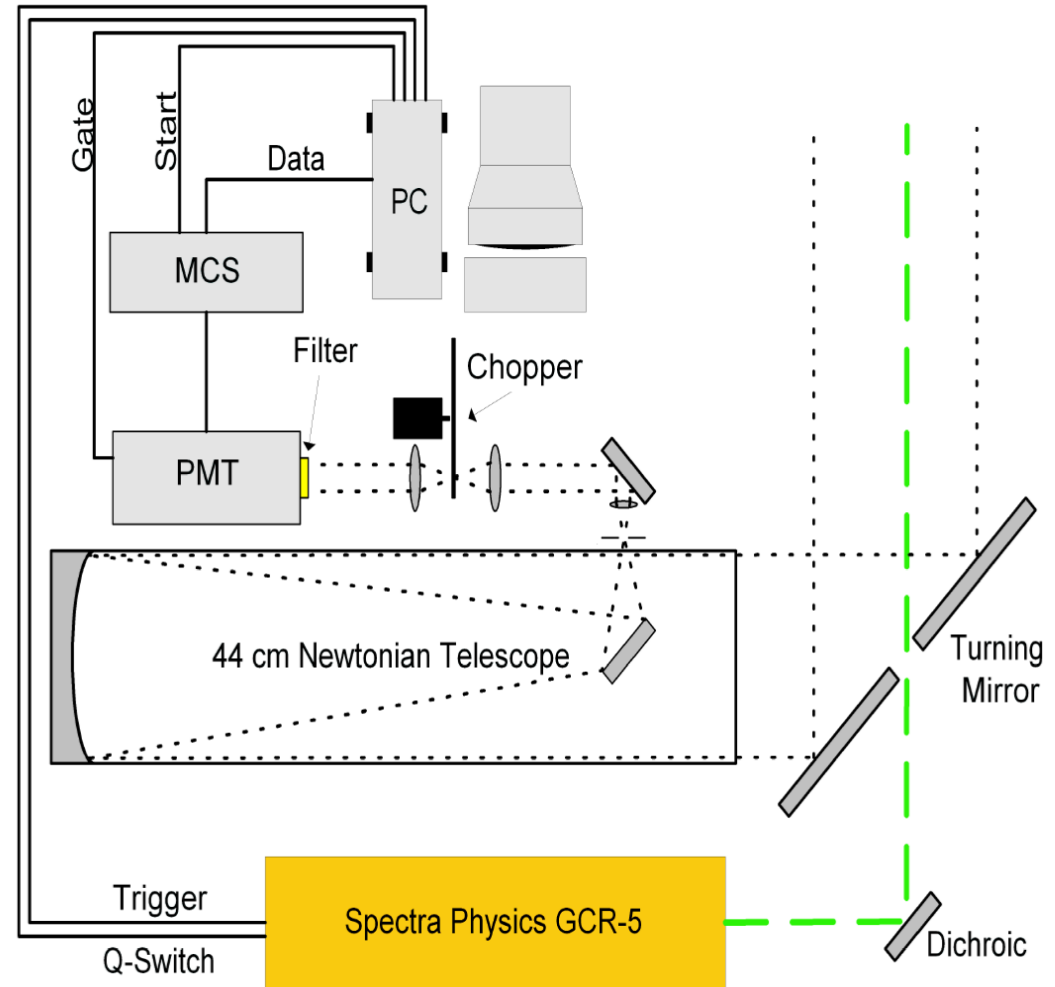 Gate
Start
Data
PC
MCS
Filter
Chopper
PMT
44 cm Newtonian Telescope
Turning
Mirror
Trigger
Spectra Physics GCR-5
Q-Switch
Dichroic